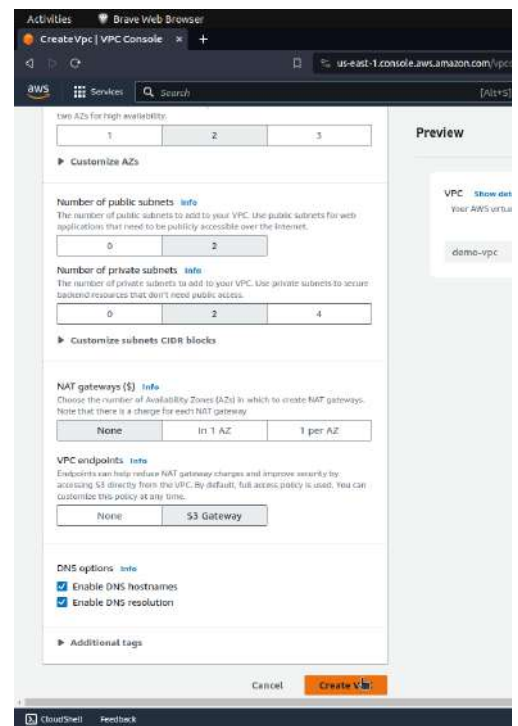 Activities Brave Web Browser
Create Vpc | VPC Console × +
us-east-1.console.aws.amazon.com/vpc
aws Services Search [Alt+S]
two AZs for high availability.
1 2 3
Customize AZs
Number of public subnets Info
The number of public subnets to add to your VPC. Use public subnets for web
applications that need to be publicly accessible over the internet.
0 2
Number of private subnets Info
The number of private subnets to add to your VPC. Use private subnets to secure
backend resources that don't need public access.
0 2 4
Customize subnets CIDR blocks
NAT gateways ($) Info
Choose the number of Availability Zones (AZs) in which to create NAT gateways.
Note that there is a charge for each NAT gateway
None In 1 AZ 1 per AZ
VPC endpoints Info
Endpoints can help reduce NAT gateway charges and improve security by
accessing S3 directly from the VPC. By default, full access policy is used. You can
customize this policy at any time.
None S3 Gateway
DNS options Info
Enable DNS hostnames
Enable DNS resolution
Additional tags
Cancel Create
Preview
VPC Show det
Your AWS virtua
demo-vpc
CloudShell Feedback